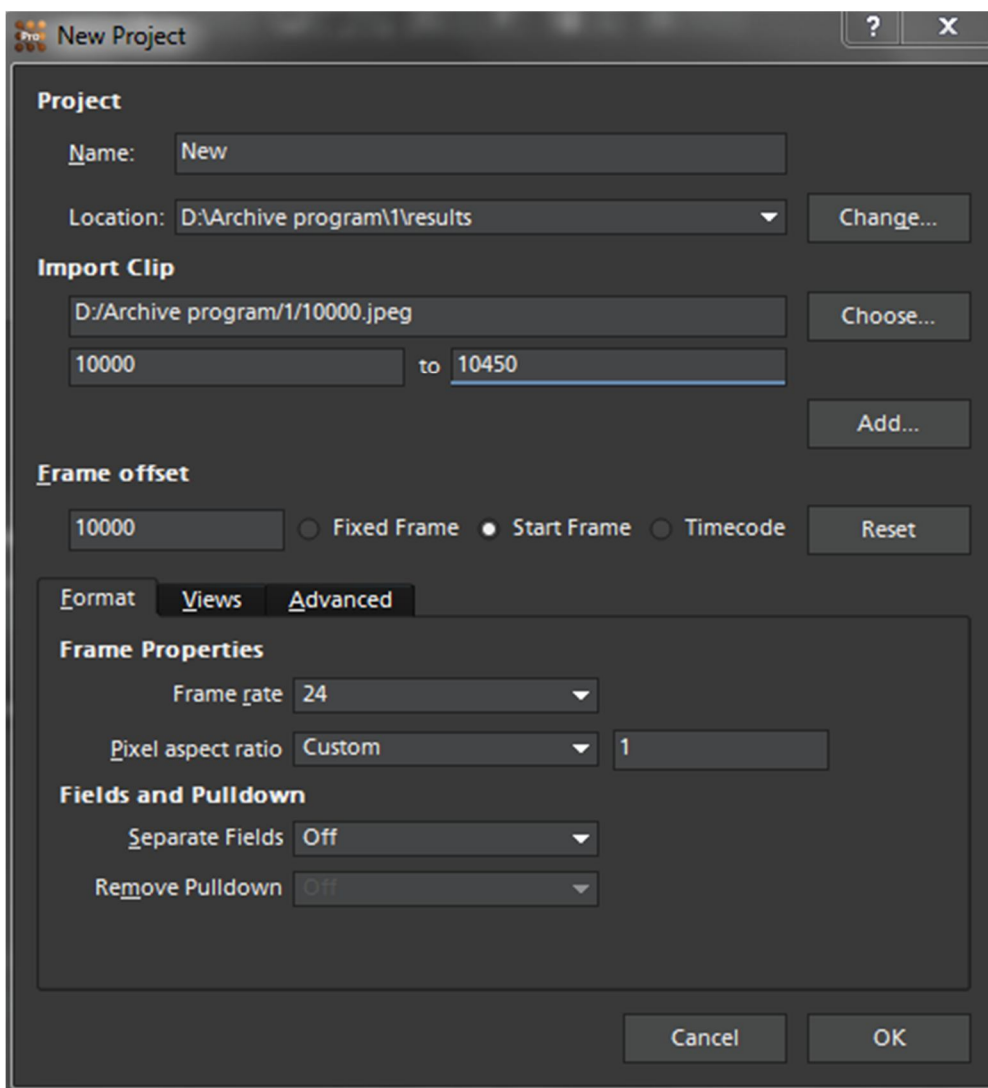 Pro New Project ? X
Project
Name: New
Location: D:\Archive program\1\results Change...
Import Clip
D:/Archive program/1/10000.jpeg Choose...
10000 to 10450
Add...
Frame offset
10000 Fixed Frame Start Frame Timecode Reset
Format Views Advanced
Frame Properties
Frame rate 24
Pixel aspect ratio Custom 1
Fields and Pulldown
Separate Fields Off
Remove Pulldown Off
Cancel OK